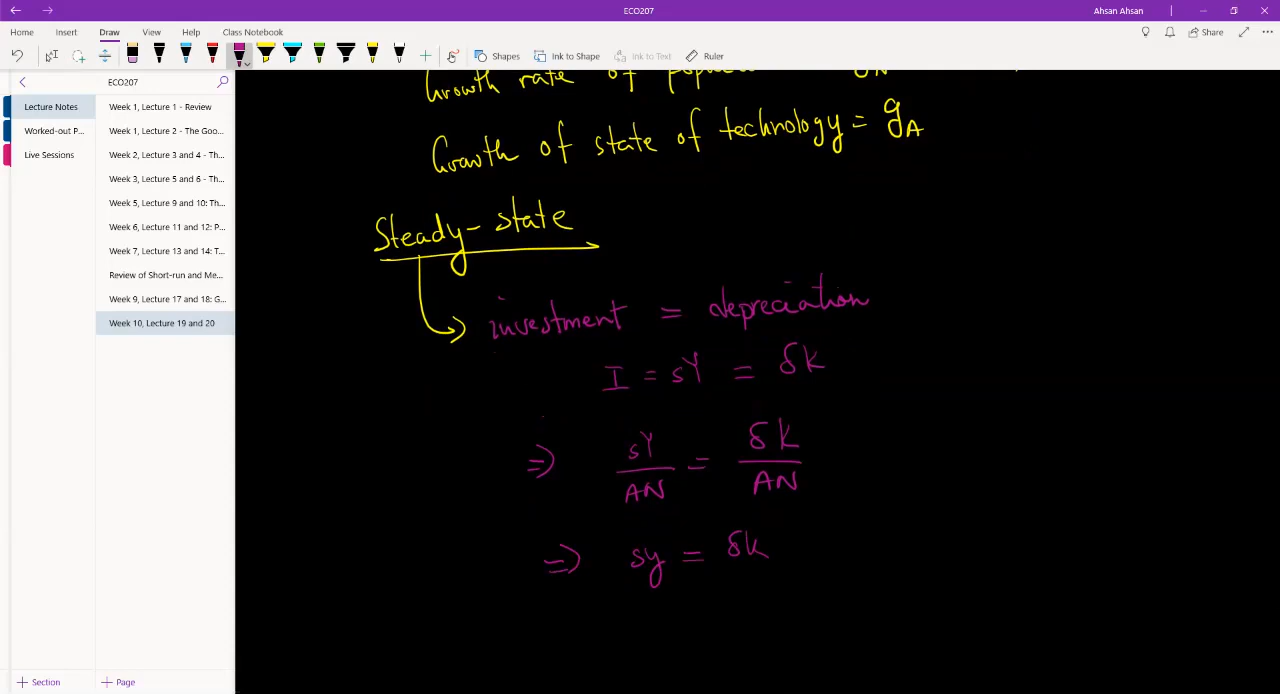 ECO207
Ahsan Ahsan
Home Insert Draw View Help Class Notebook
Share
Shapes Ink to Shape Ink to Text Ruler
ECO207
Lecture Notes
Worked-out P...
Live Sessions
Week 1, Lecture 1 - Review
Week 1, Lecture 2 - The Goo...
Week 2, Lecture 3 and 4 - Th...
Week 3, Lecture 5 and 6 - Th...
Week 5, Lecture 9 and 10: Th...
Week 6, Lecture 11 and 12: P...
Week 7, Lecture 13 and 14: T...
Review of Short-run and Me...
Week 9, Lecture 17 and 18: G...
Week 10, Lecture 19 and 20
Section
Page
Growth rate of
Growth of state of technology = gA
Steady-state
investment = depreciation
I = sY = δK
⇒ sY/AN = δK/AN
⇒ sy = δk